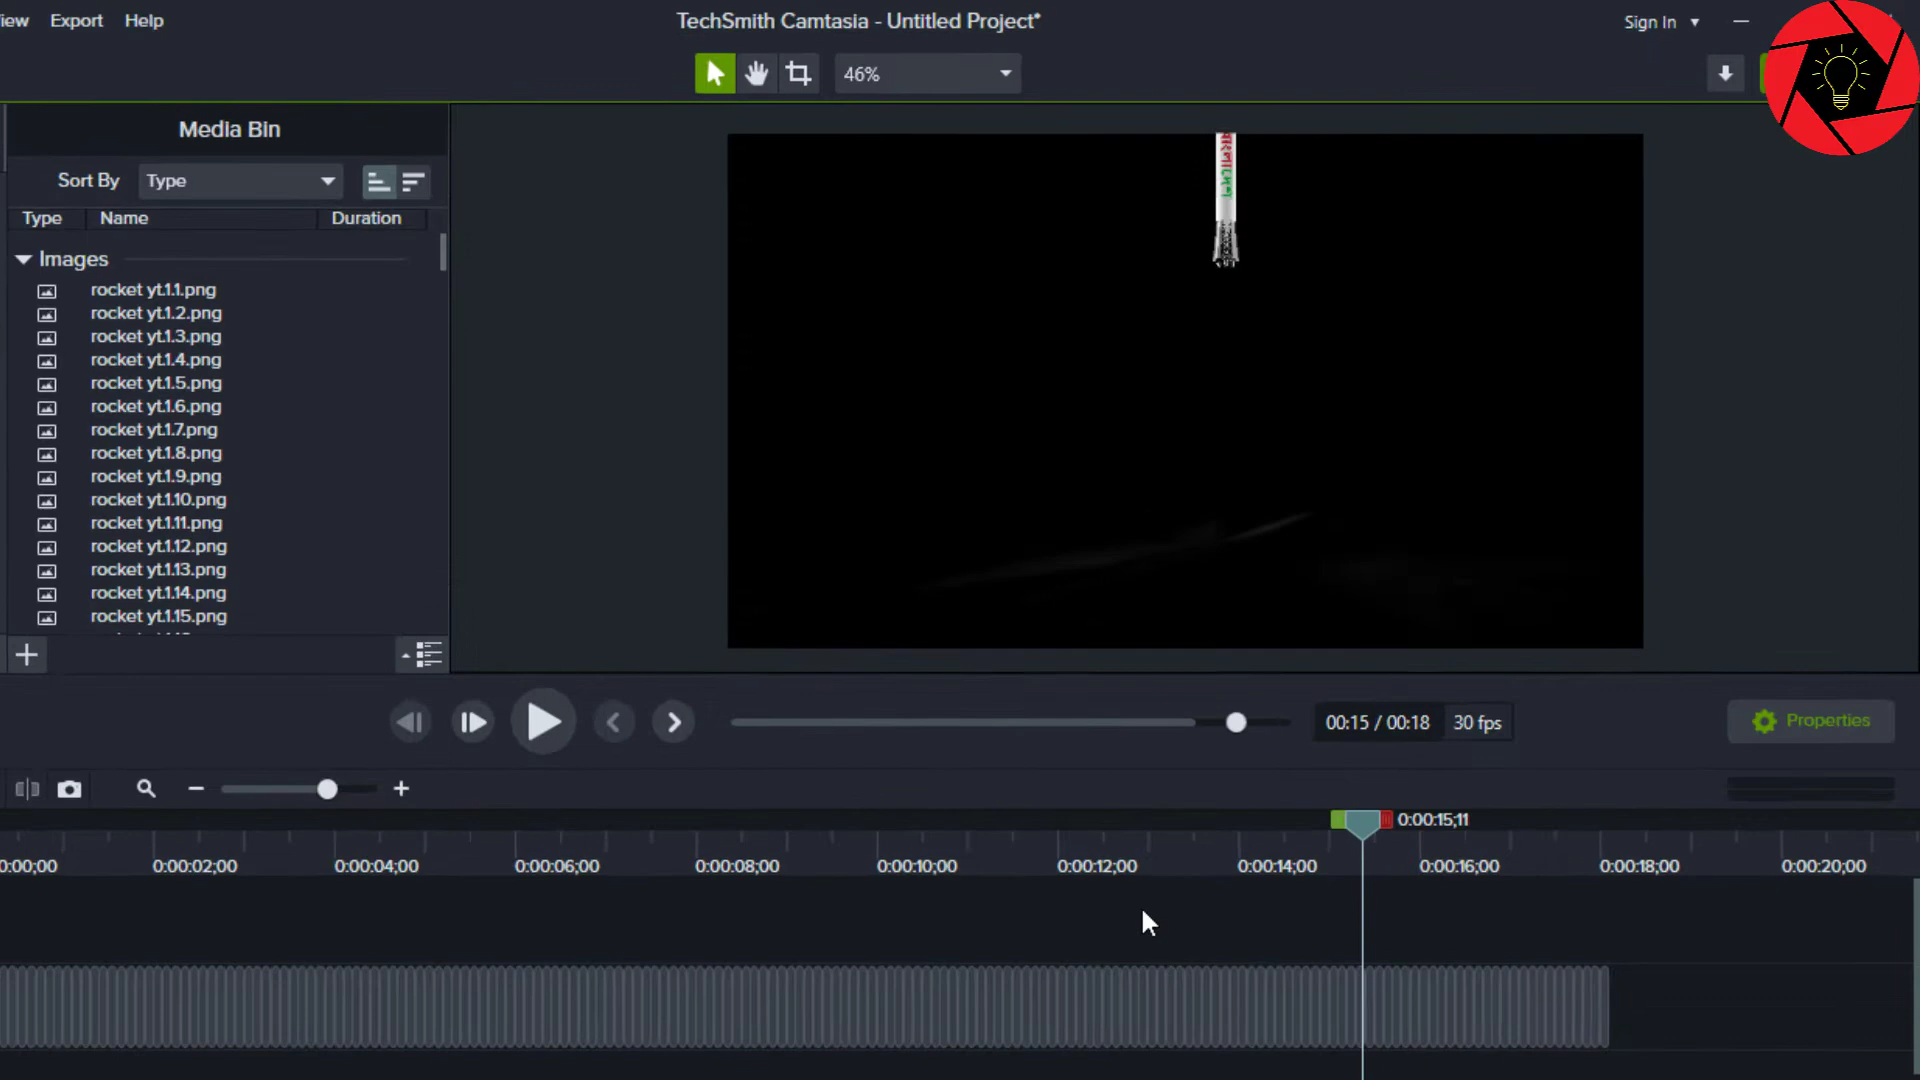 iew Export Help
TechSmith Camtasia - Untitled Project*
Sign In
46%
Media Bin
Sort By Type
Type Name Duration
Images
rocket yt.1.1.png
rocket yt.1.2.png
rocket yt.1.3.png
rocket yt.1.4.png
rocket yt.1.5.png
rocket yt.1.6.png
rocket yt.1.7.png
rocket yt.1.8.png
rocket yt.1.9.png
rocket yt.1.10.png
rocket yt.1.11.png
rocket yt.1.12.png
rocket yt.1.13.png
rocket yt.1.14.png
rocket yt.1.15.png
বাংলাদেশ
00:15 / 00:18 30 fps
Properties
0:00:15;11
0:00;00 0:00:02;00 0:00:04;00 0:00:06;00 0:00:08;00 0:00:10;00 0:00:12;00 0:00:14;00 0:00:16;00 0:00:18;00 0:00:20;00